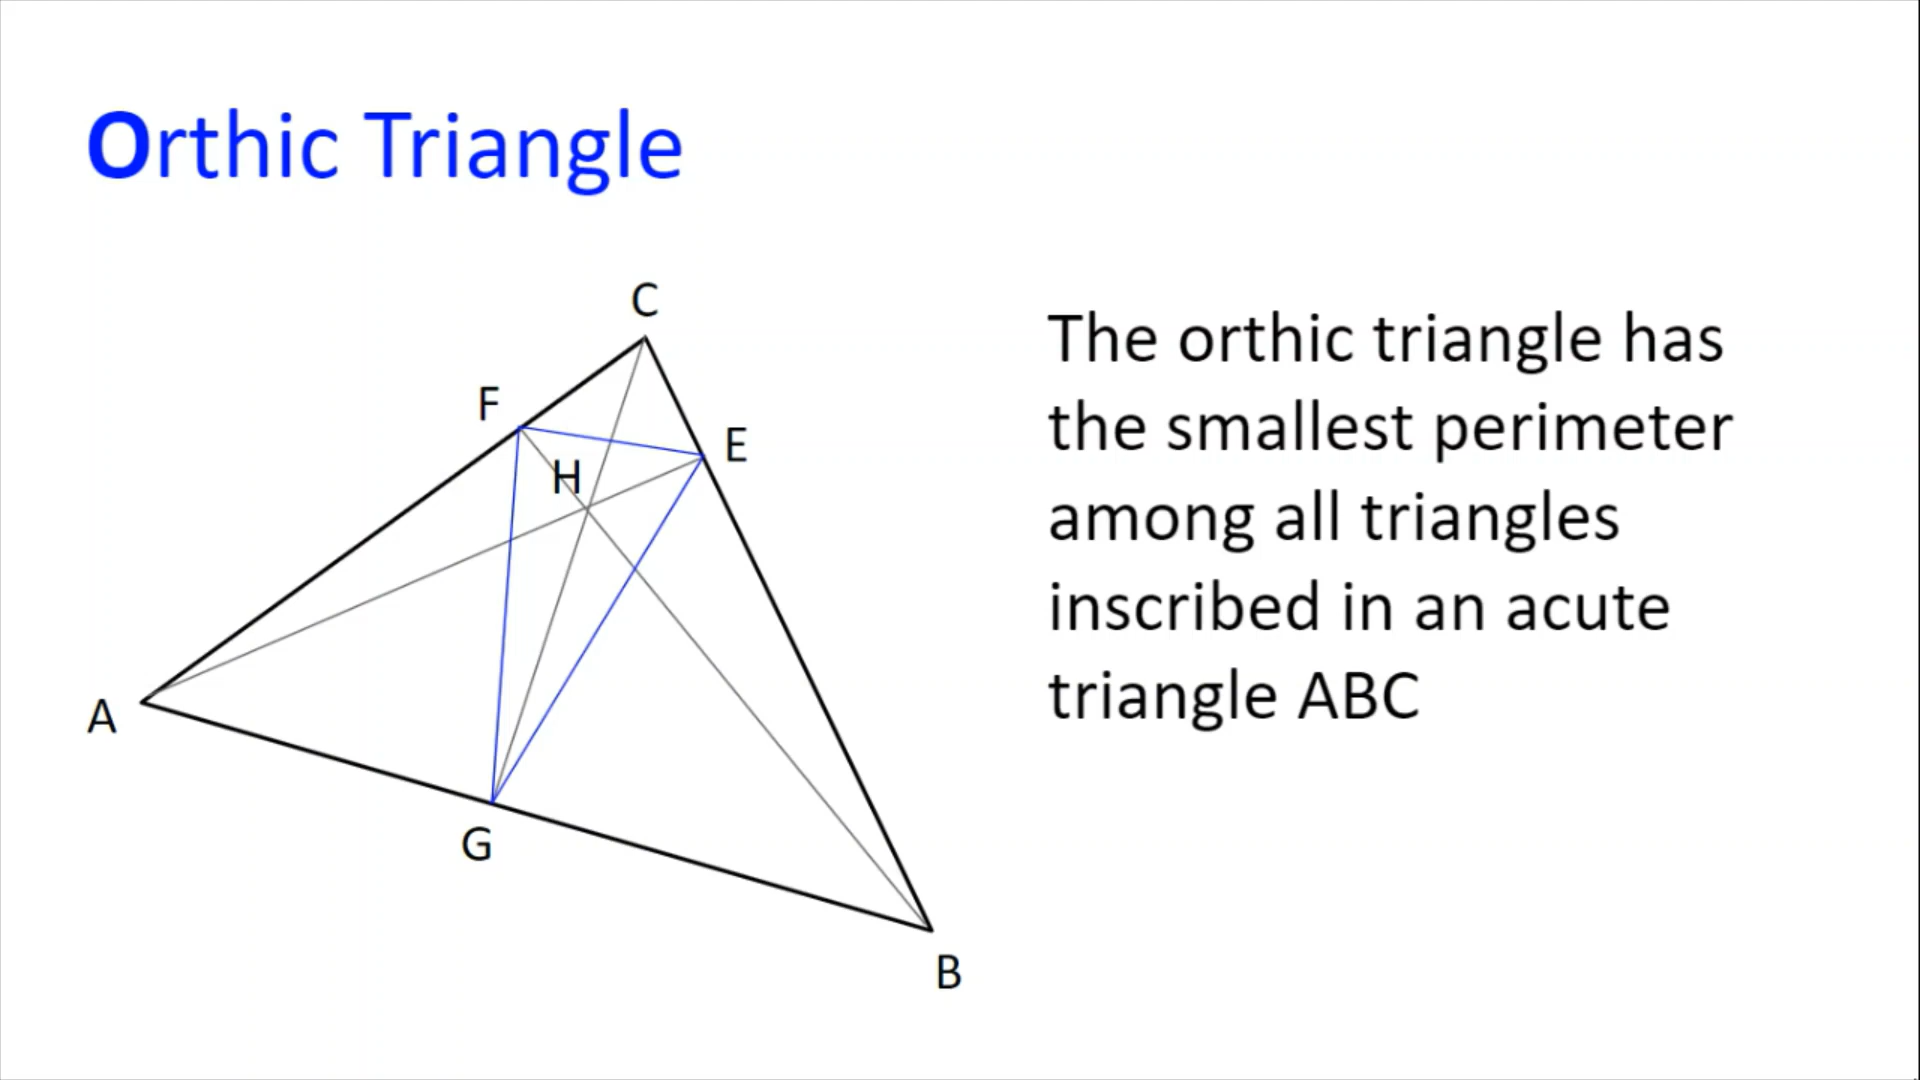 Orthic Triangle
C
F
E
H
A
G
B
The orthic triangle has
the smallest perimeter
among all triangles
inscribed in an acute
triangle ABC